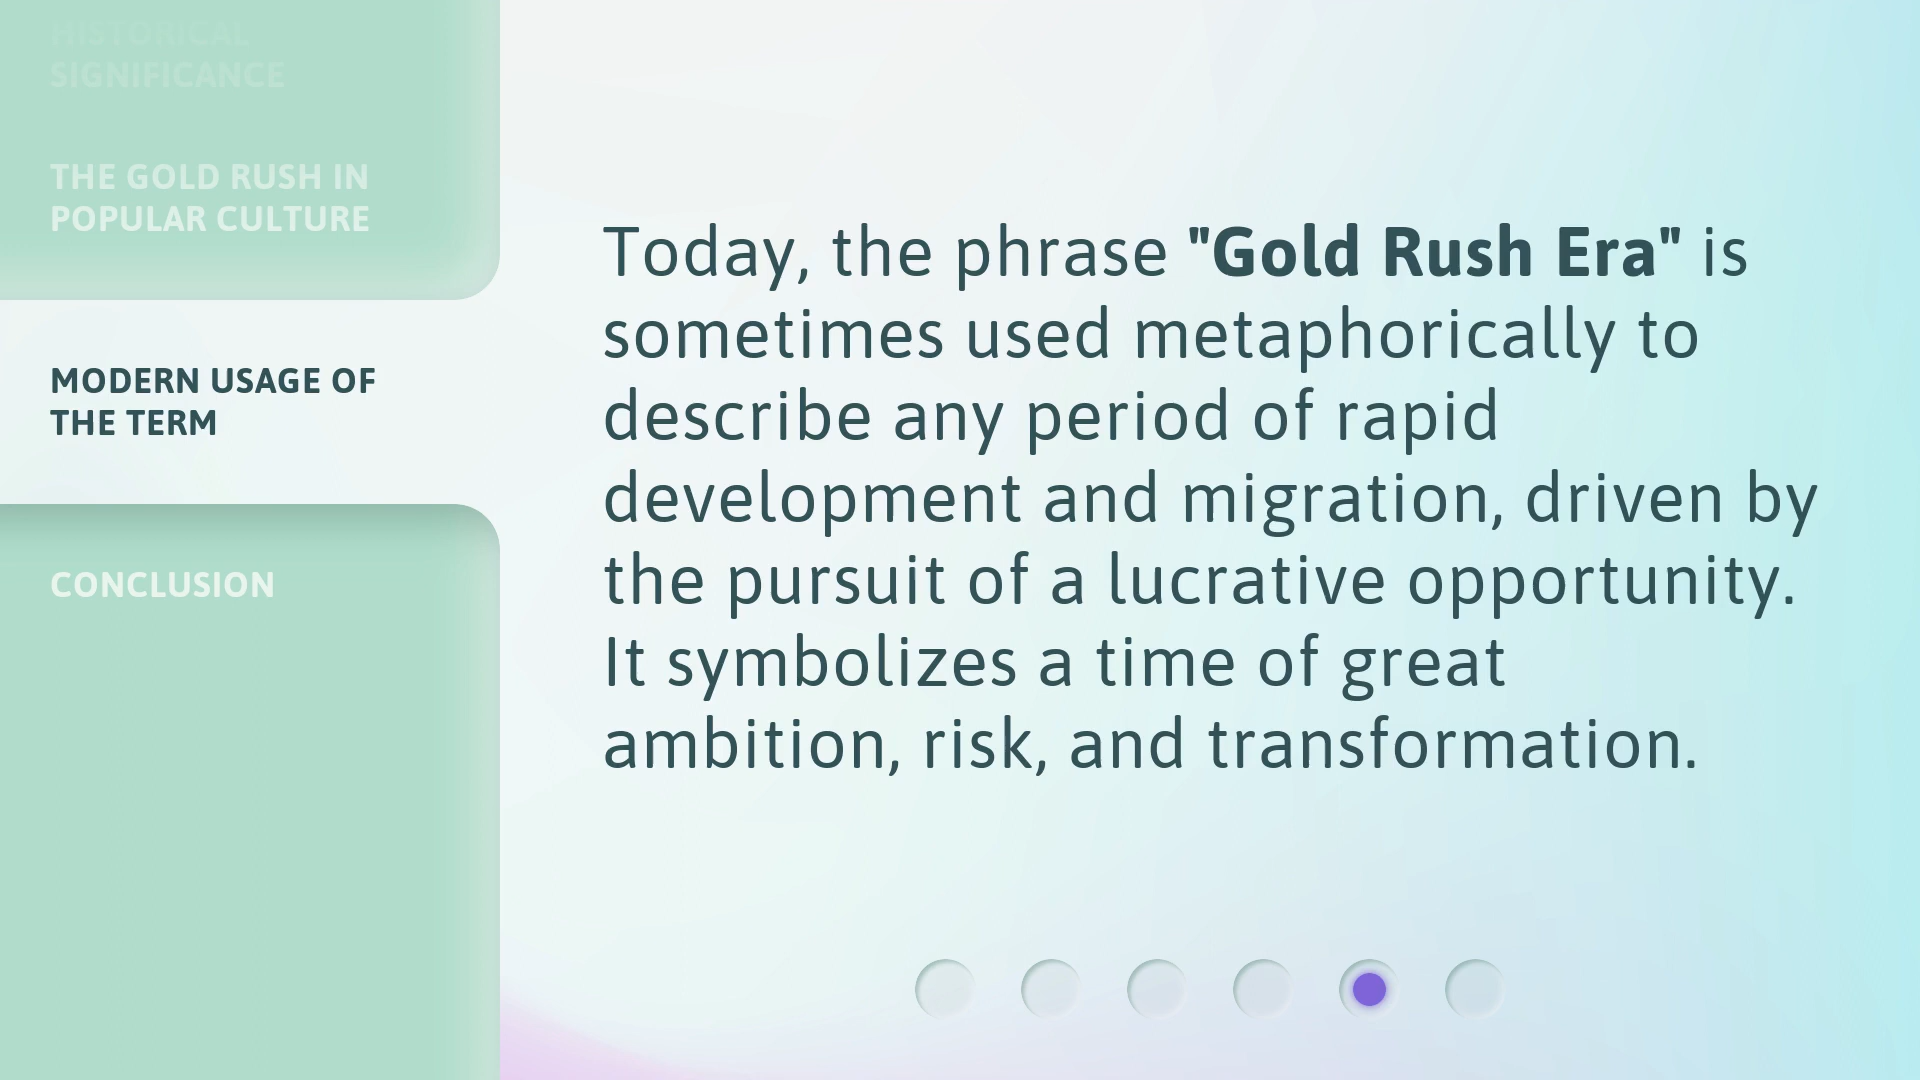 HISTORICAL
SIGNIFICANCE
THE GOLD RUSH IN
POPULAR CULTURE
MODERN USAGE OF
THE TERM
CONCLUSION
Today, the phrase "Gold Rush Era" is
sometimes used metaphorically to
describe any period of rapid
development and migration, driven by
the pursuit of a lucrative opportunity.
It symbolizes a time of great
ambition, risk, and transformation.